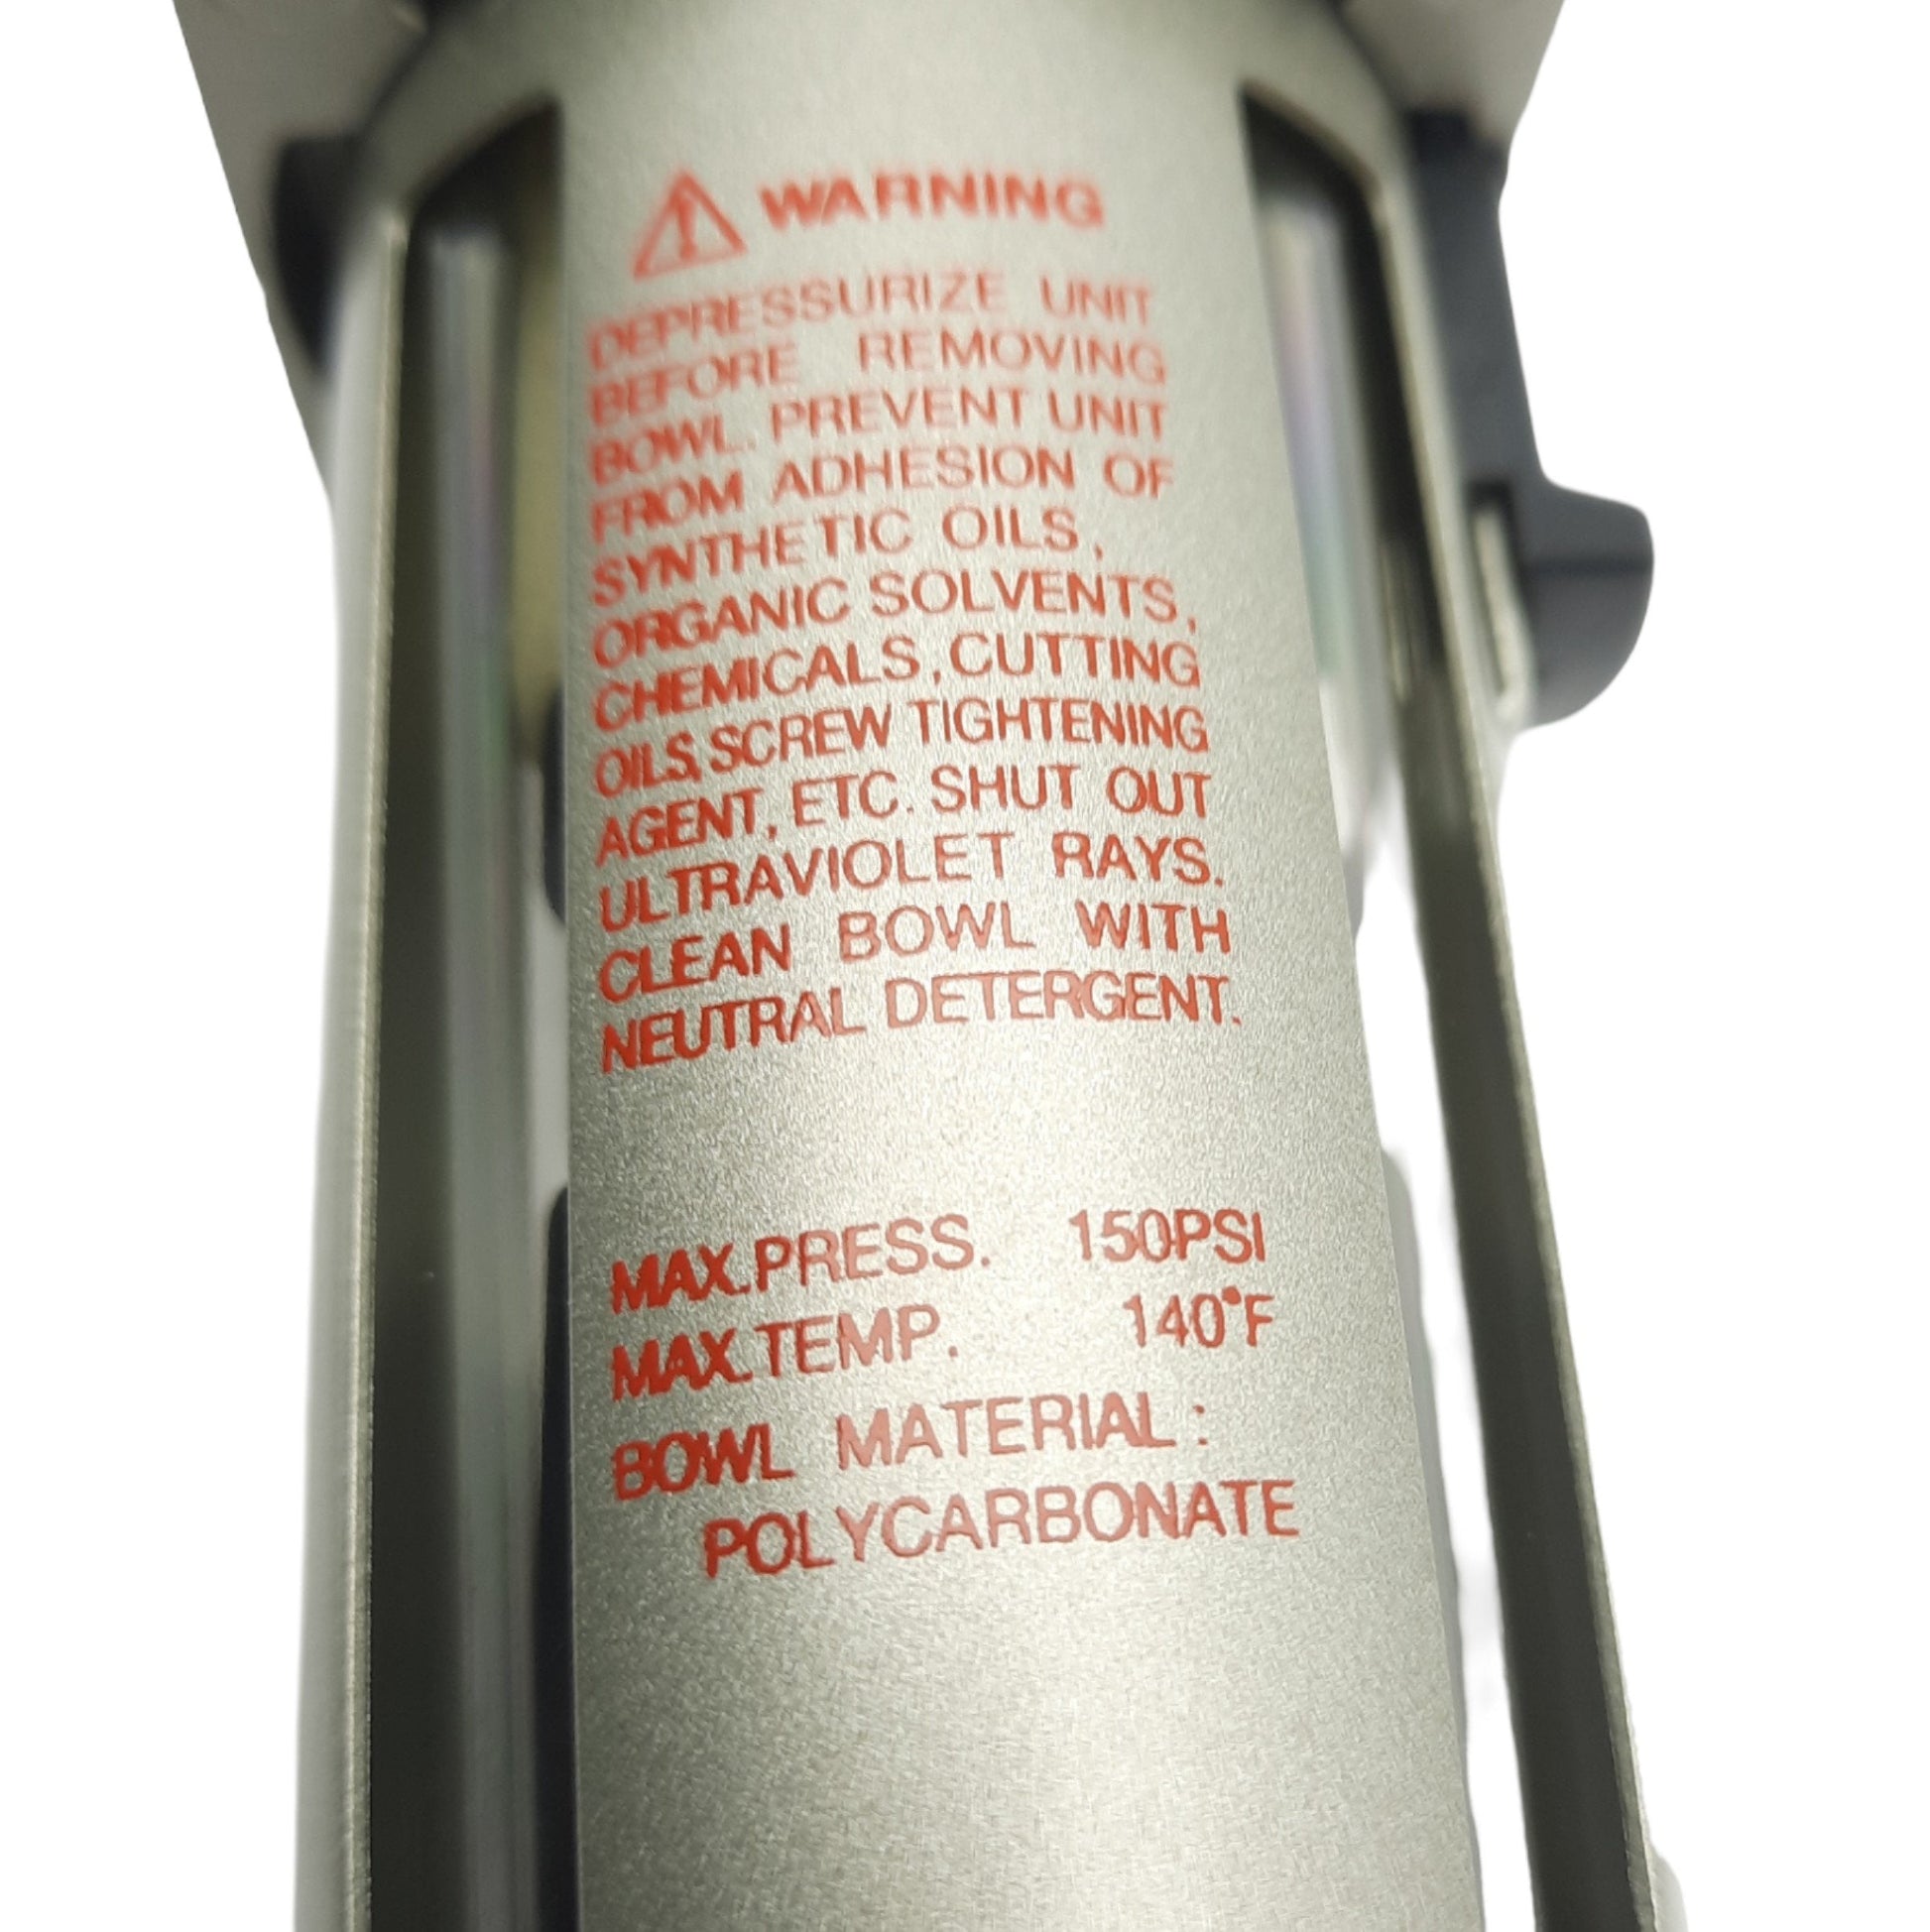 WARNING
DEPRESSURIZE UNIT
BEFORE REMOVING
BOWL. PREVENT UNIT
FROM ADHESION OF
SYNTHETIC OILS,
ORGANIC SOLVENTS,
CHEMICALS, CUTTING
OILS, SCREW TIGHTENING
AGENT, ETC. SHUT OUT
ULTRAVIOLET RAYS.
CLEAN BOWL WITH
NEUTRAL DETERGENT.
MAX.PRESS. 150PSI
MAX.TEMP. 140°F
BOWL MATERIAL:
POLYCARBONATE